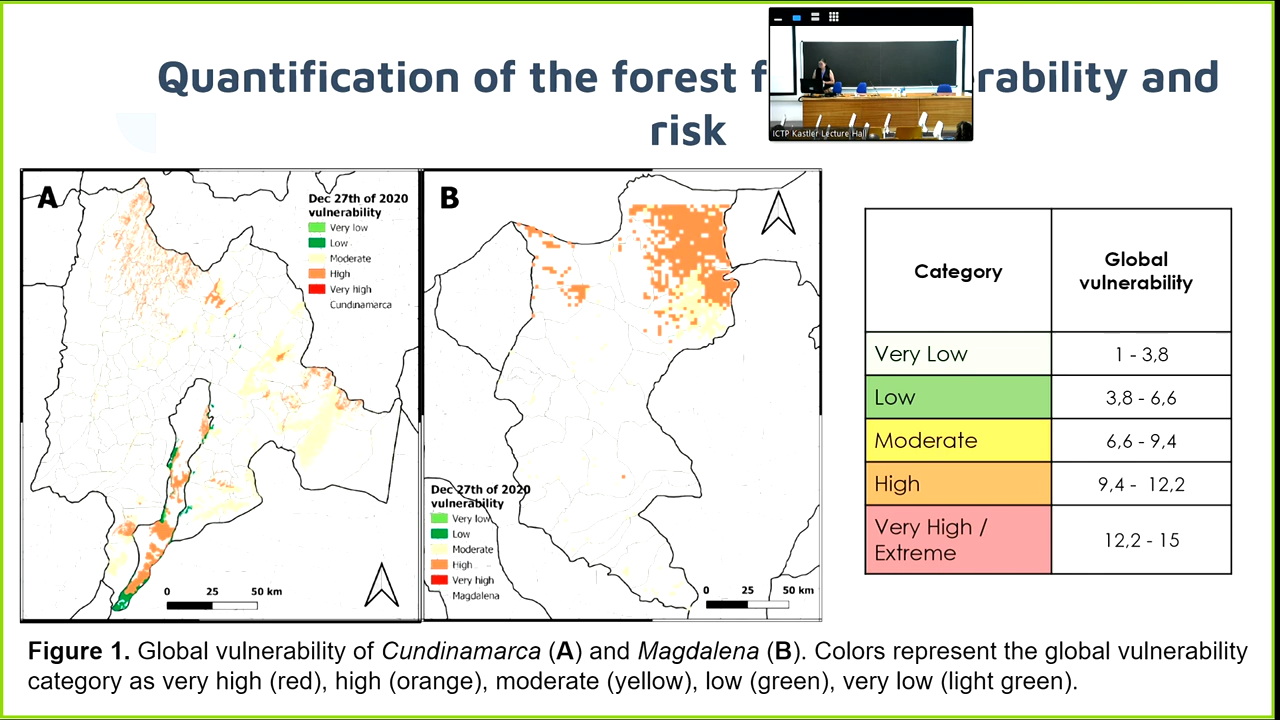 Quantification of the forest f rability and
risk
ICTP Kastler Lecture Hall
A
Dec 27th of 2020
vulnerability
Very low
Low
Moderate
High
Very high
Cundinamarca
0 25 50 km
B
Dec 27th of 2020
vulnerability
Very low
Low
Moderate
High
Very high
Magdalena
0 25 50 km
Category Global vulnerability
Very Low 1 - 3,8
Low 3,8 - 6,6
Moderate 6,6 - 9,4
High 9,4 - 12,2
Very High / Extreme 12,2 - 15
Figure 1. Global vulnerability of Cundinamarca (A) and Magdalena (B). Colors represent the global vulnerability
category as very high (red), high (orange), moderate (yellow), low (green), very low (light green).